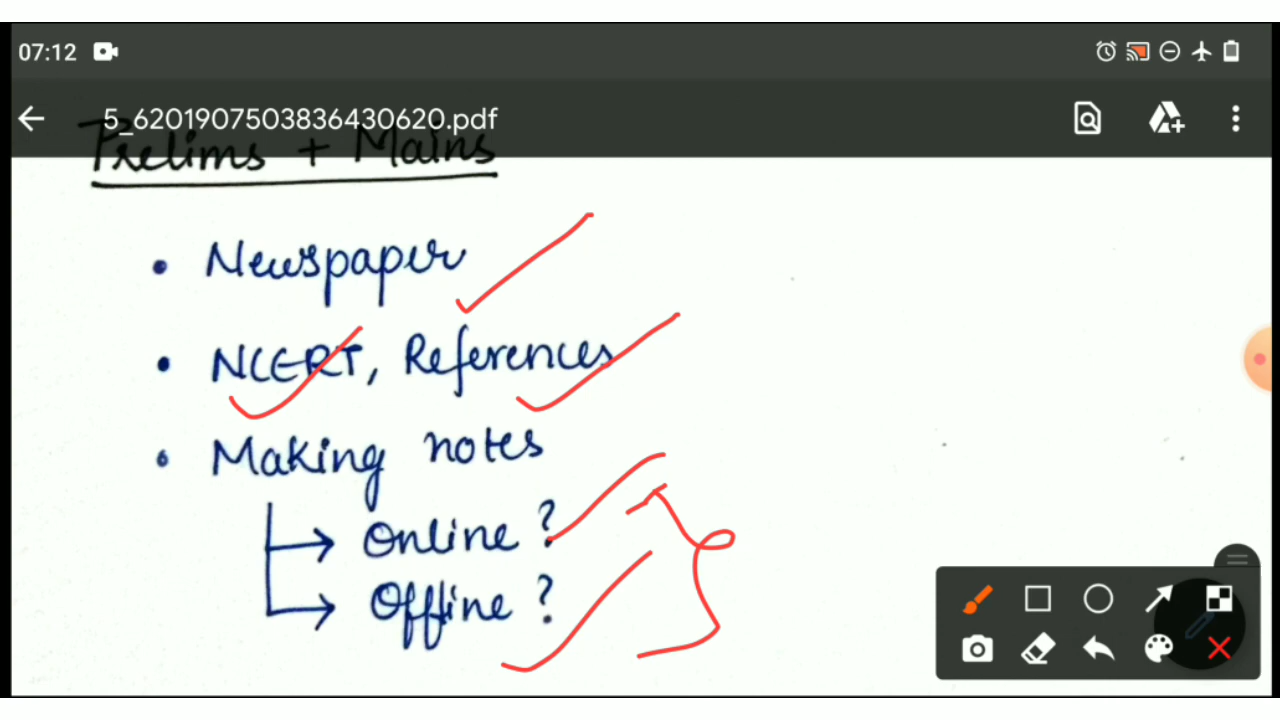 07:12
5_6201907503836430620.pdf
Prelims + Mains
• Newspaper
• NCERT, References
• Making notes
→ Online ?
→ Offline ?